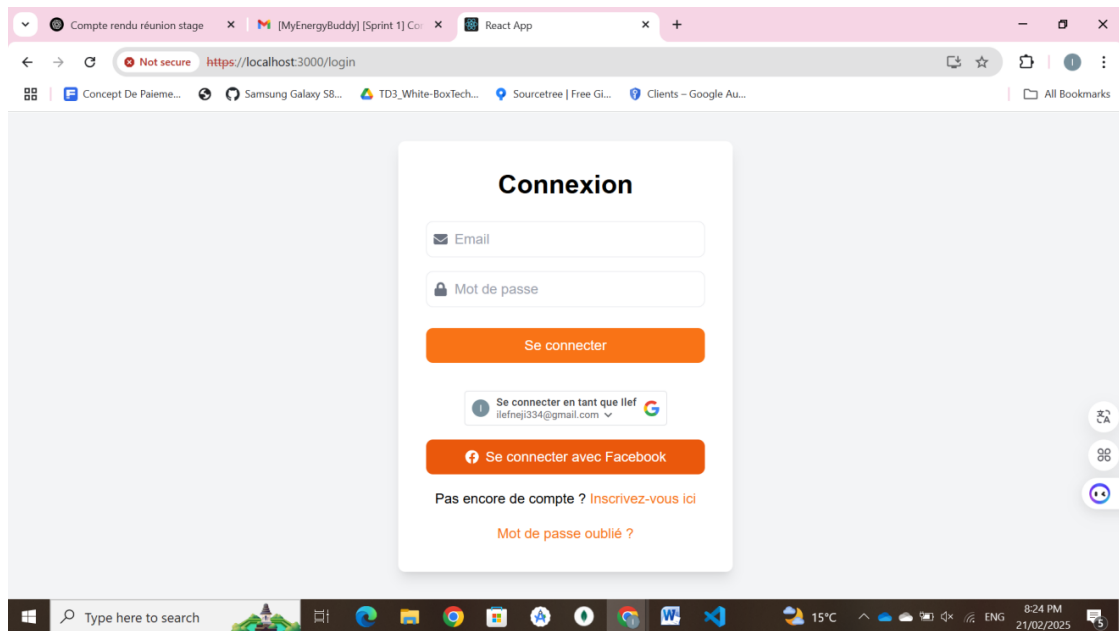 Compte rendu réunion stage
[MyEnergyBuddy] [Sprint 1] Cor
React App
Not secure
https://localhost:3000/login
Concept De Paieme...
Samsung Galaxy S8...
TD3_White-BoxTech...
Sourcetree | Free Gi...
Clients – Google Au...
All Bookmarks
Connexion
Email
Mot de passe
Se connecter
Se connecter en tant que Ilef
ilefneji334@gmail.com
Se connecter avec Facebook
Pas encore de compte ? Inscrivez-vous ici
Mot de passe oublié ?
Type here to search
15°C
ENG
8:24 PM
21/02/2025
5